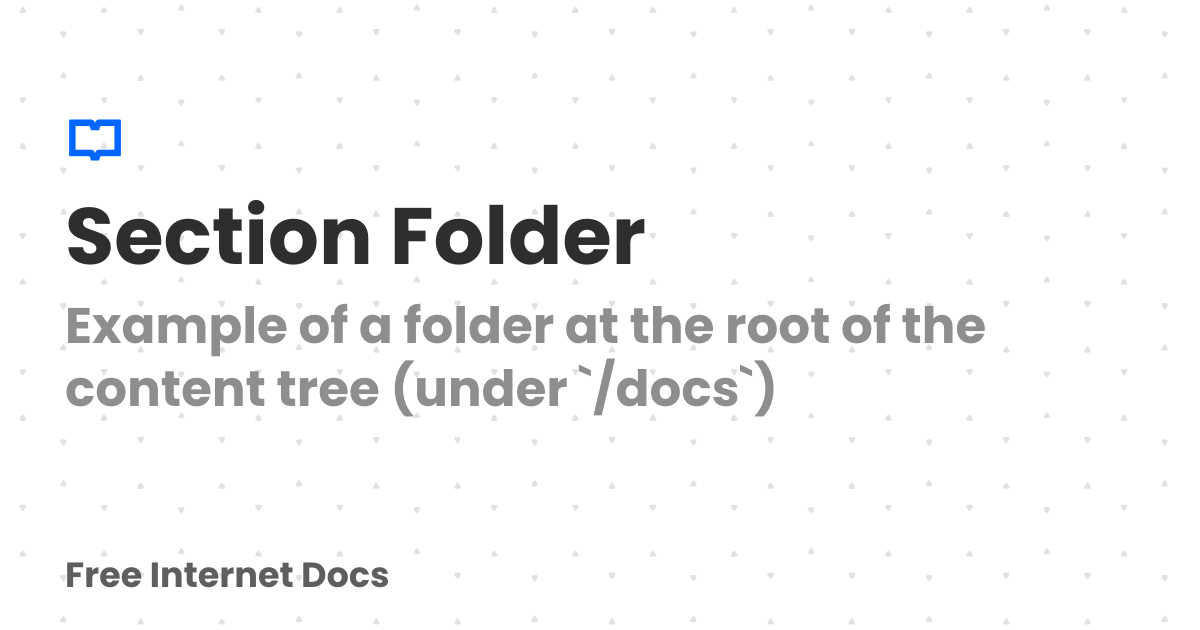 Section Folder
Example of a folder at the root of the
content tree (under `/docs`)
Free Internet Docs